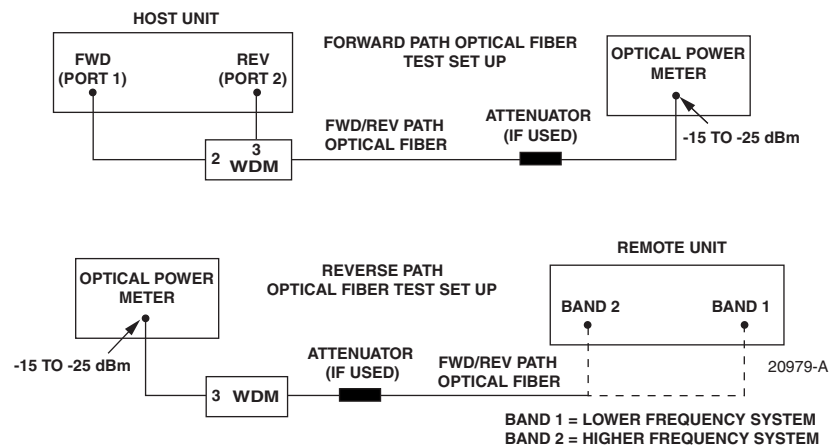 HOST UNIT
FWD
(PORT 1)
REV
(PORT 2)
FORWARD PATH OPTICAL FIBER
TEST SET UP
OPTICAL POWER
METER
-15 TO -25 dBm
FWD/REV PATH
OPTICAL FIBER
ATTENUATOR
(IF USED)
2
3
WDM
OPTICAL POWER
METER
-15 TO -25 dBm
REVERSE PATH
OPTICAL FIBER TEST SET UP
REMOTE UNIT
BAND 2
BAND 1
3 WDM
ATTENUATOR
(IF USED)
FWD/REV PATH
OPTICAL FIBER
20979-A
BAND 1 = LOWER FREQUENCY SYSTEM
BAND 2 = HIGHER FREQUENCY SYSTEM